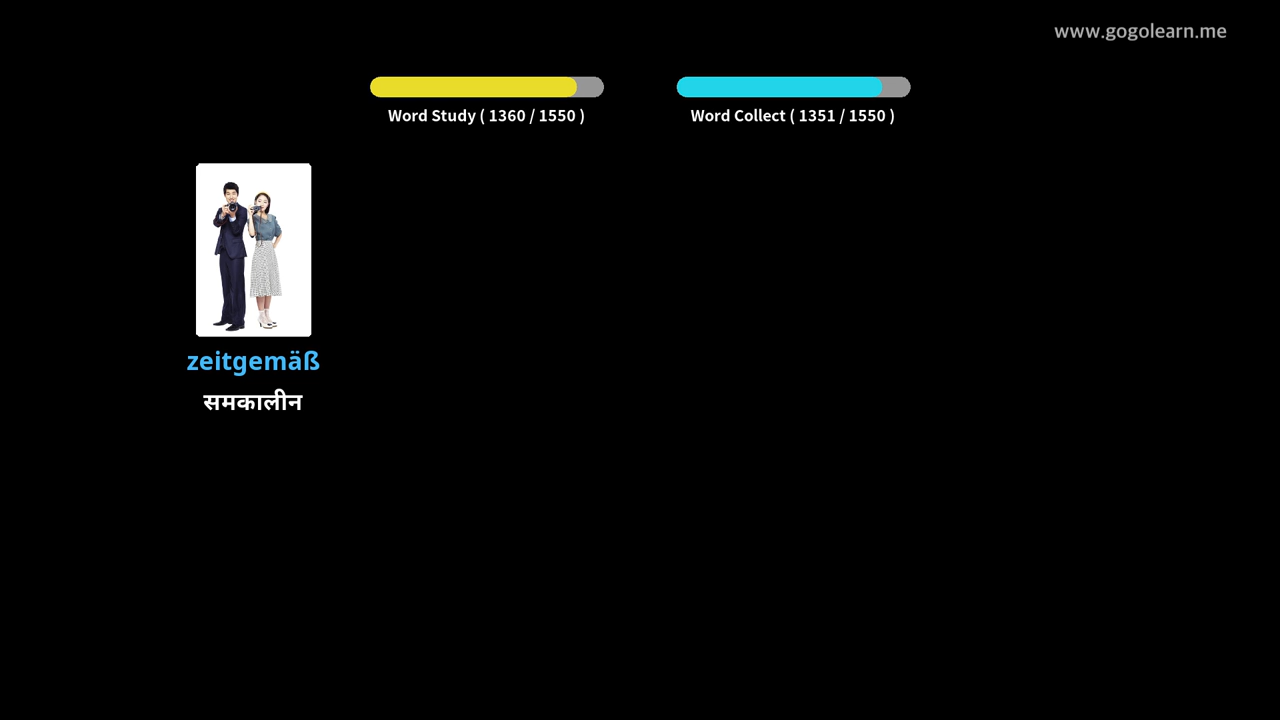 www.gogolearn.me
Word Study ( 1360 / 1550 )
Word Collect ( 1351 / 1550 )
zeitgemäß
समकालीन